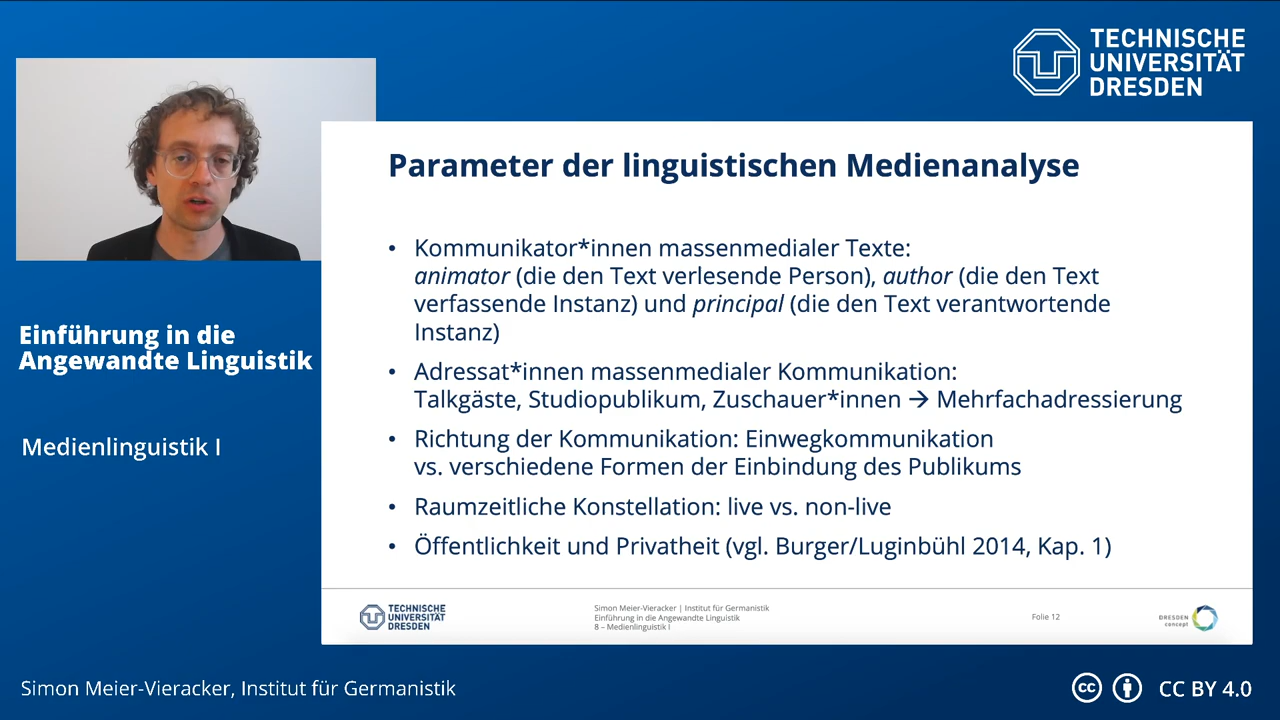 TECHNISCHE
UNIVERSITÄT
DRESDEN
Parameter der linguistischen Medienanalyse
• Kommunikator*innen massenmedialer Texte:
animator (die den Text verlesende Person), author (die den Text
verfassende Instanz) und principal (die den Text verantwortende
Instanz)
• Adressat*innen massenmedialer Kommunikation:
Talkgäste, Studiopublikum, Zuschauer*innen → Mehrfachadressierung
• Richtung der Kommunikation: Einwegkommunikation
vs. verschiedene Formen der Einbindung des Publikums
• Raumzeitliche Konstellation: live vs. non-live
• Öffentlichkeit und Privatheit (vgl. Burger/Luginbühl 2014, Kap. 1)
Einführung in die
Angewandte Linguistik
Medienlinguistik I
TECHNISCHE
UNIVERSITÄT
DRESDEN
Simon Meier-Vieracker | Institut für Germanistik
Einführung in die Angewandte Linguistik
8 – Medienlinguistik I
Folie 12
DRESDEN
concept
Simon Meier-Vieracker, Institut für Germanistik
cc
CC BY 4.0